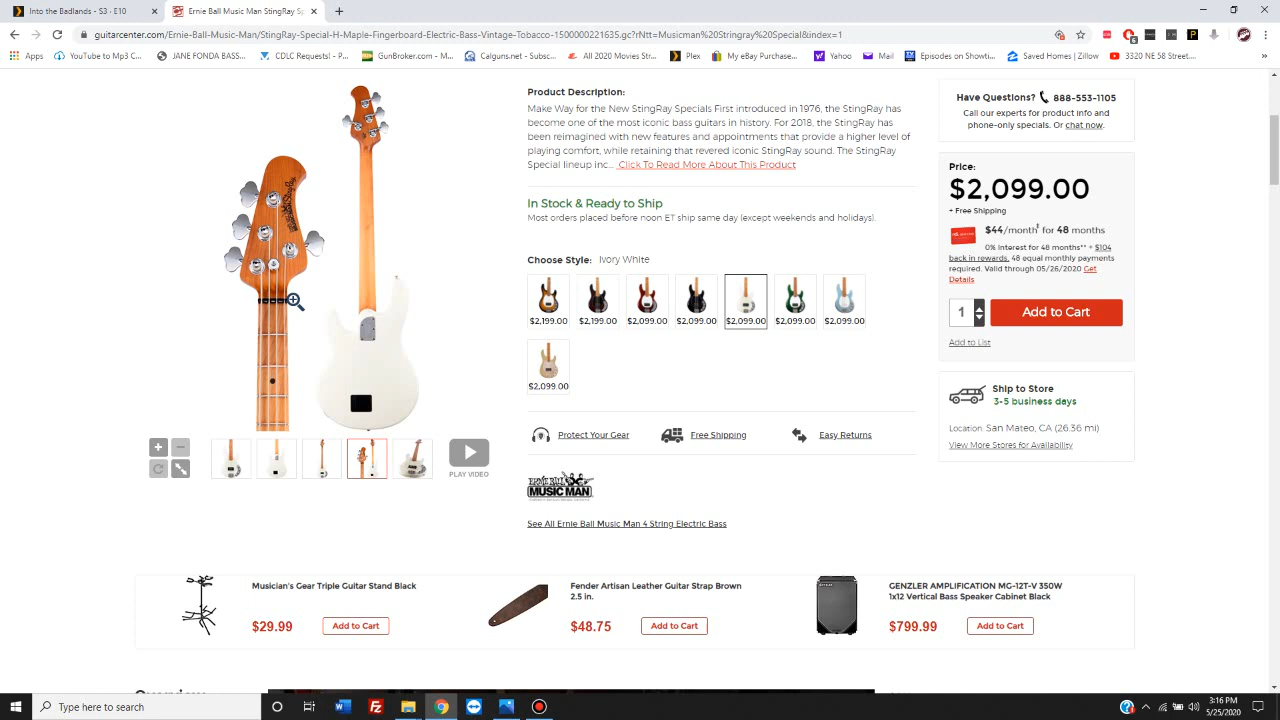 Into the Badlands - S3 · E10
Ernie Ball Music Man StingRay Sp
guitarcenter.com/Ernie-Ball-Music-Man/StingRay-Special-H-Maple-Fingerboard-Electric-Bass-Vintage-Tobacco-1500000221635.gc?rNtt=Musicman%20Stringray%20Special&index=1
Apps
YouTube to Mp3 C...
JANE FONDA BASS...
CDLC Requests! - P...
GunBroker.com - M...
Calguns.net - Subsc...
All 2020 Movies Str...
Plex
My eBay Purchase...
Yahoo
Mail
Episodes on Showti...
Saved Homes | Zillow
3320 NE 58 Street....
»
Product Description:
Make Way for the New StingRay Specials First introduced in 1976, the StingRay has
become one of the most iconic bass guitars in history. For 2018, the StingRay has
been reimagined with new features and appointments that provide a higher level of
playing comfort, while retaining that revered iconic StingRay sound. The StingRay
Special lineup inc... Click To Read More About This Product
In Stock & Ready to Ship
Most orders placed before noon ET ship same day (except weekends and holidays).
Choose Style: Ivory White
$2,199.00
$2,199.00
$2,099.00
$2,099.00
$2,099.00
$2,099.00
$2,099.00
$2,099.00
Protect Your Gear
Free Shipping
Easy Returns
ERNIE BALL
MUSIC MAN
See All Ernie Ball Music Man 4 String Electric Bass
PLAY VIDEO
Have Questions? 888-553-1105
Call our experts for product info and
phone-only specials. Or chat now.
Price:
$2,099.00
+ Free Shipping
$44/month‡ for 48 months
0% interest for 48 months** + $104
back in rewards, 48 equal monthly payments
required. Valid through 05/26/2020 Get
Details
1
Add to Cart
Add to List
Ship to Store
3-5 business days
Location: San Mateo, CA (26.36 mi)
View More Stores for Availability
Musician's Gear Triple Guitar Stand Black
$29.99
Add to Cart
Fender Artisan Leather Guitar Strap Brown
2.5 in.
$48.75
Add to Cart
GENZLER AMPLIFICATION MG-12T-V 350W
1x12 Vertical Bass Speaker Cabinet Black
$799.99
Add to Cart
Type here to search
3:16 PM
5/25/2020